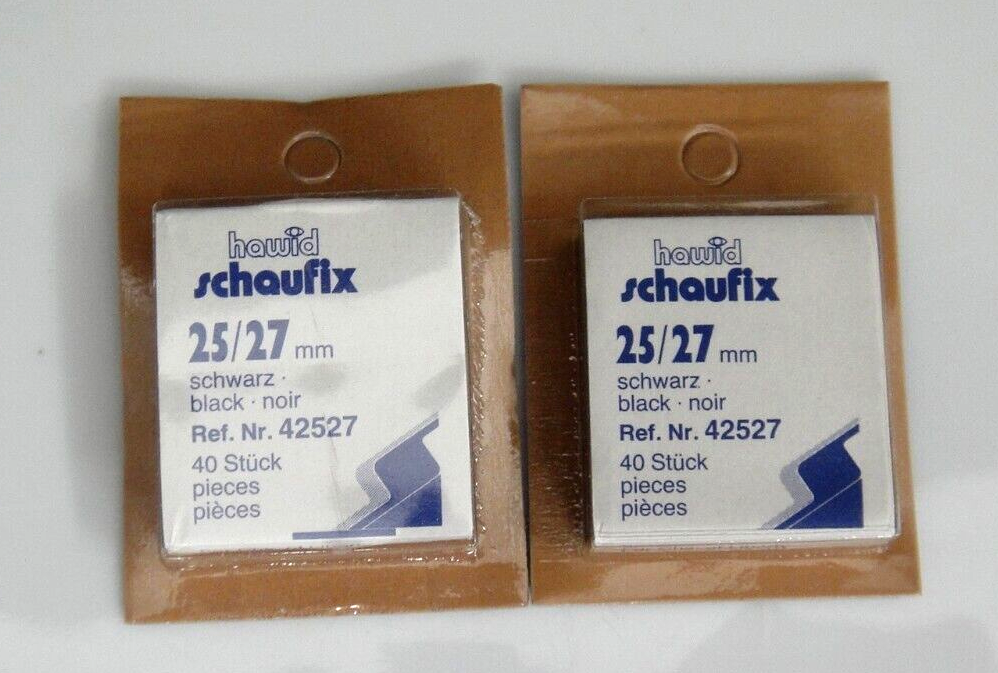 hawid
schaufix
25/27 mm
schwarz ·
black · noir
Ref. Nr. 42527
40 Stück
pieces
pièces
hawid
schaufix
25/27 mm
schwarz ·
black · noir
Ref. Nr. 42527
40 Stück
pieces
pièces